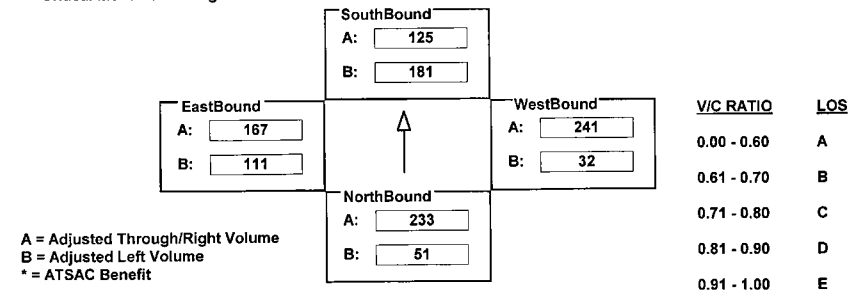 SouthBound
A: 125
B: 181
EastBound
A: 167
B: 111
WestBound
A: 241
B: 32
NorthBound
A: 233
B: 51
A = Adjusted Through/Right Volume
B = Adjusted Left Volume
* = ATSAC Benefit
V/C RATIO LOS
0.00 - 0.60 A
0.61 - 0.70 B
0.71 - 0.80 C
0.81 - 0.90 D
0.91 - 1.00 E